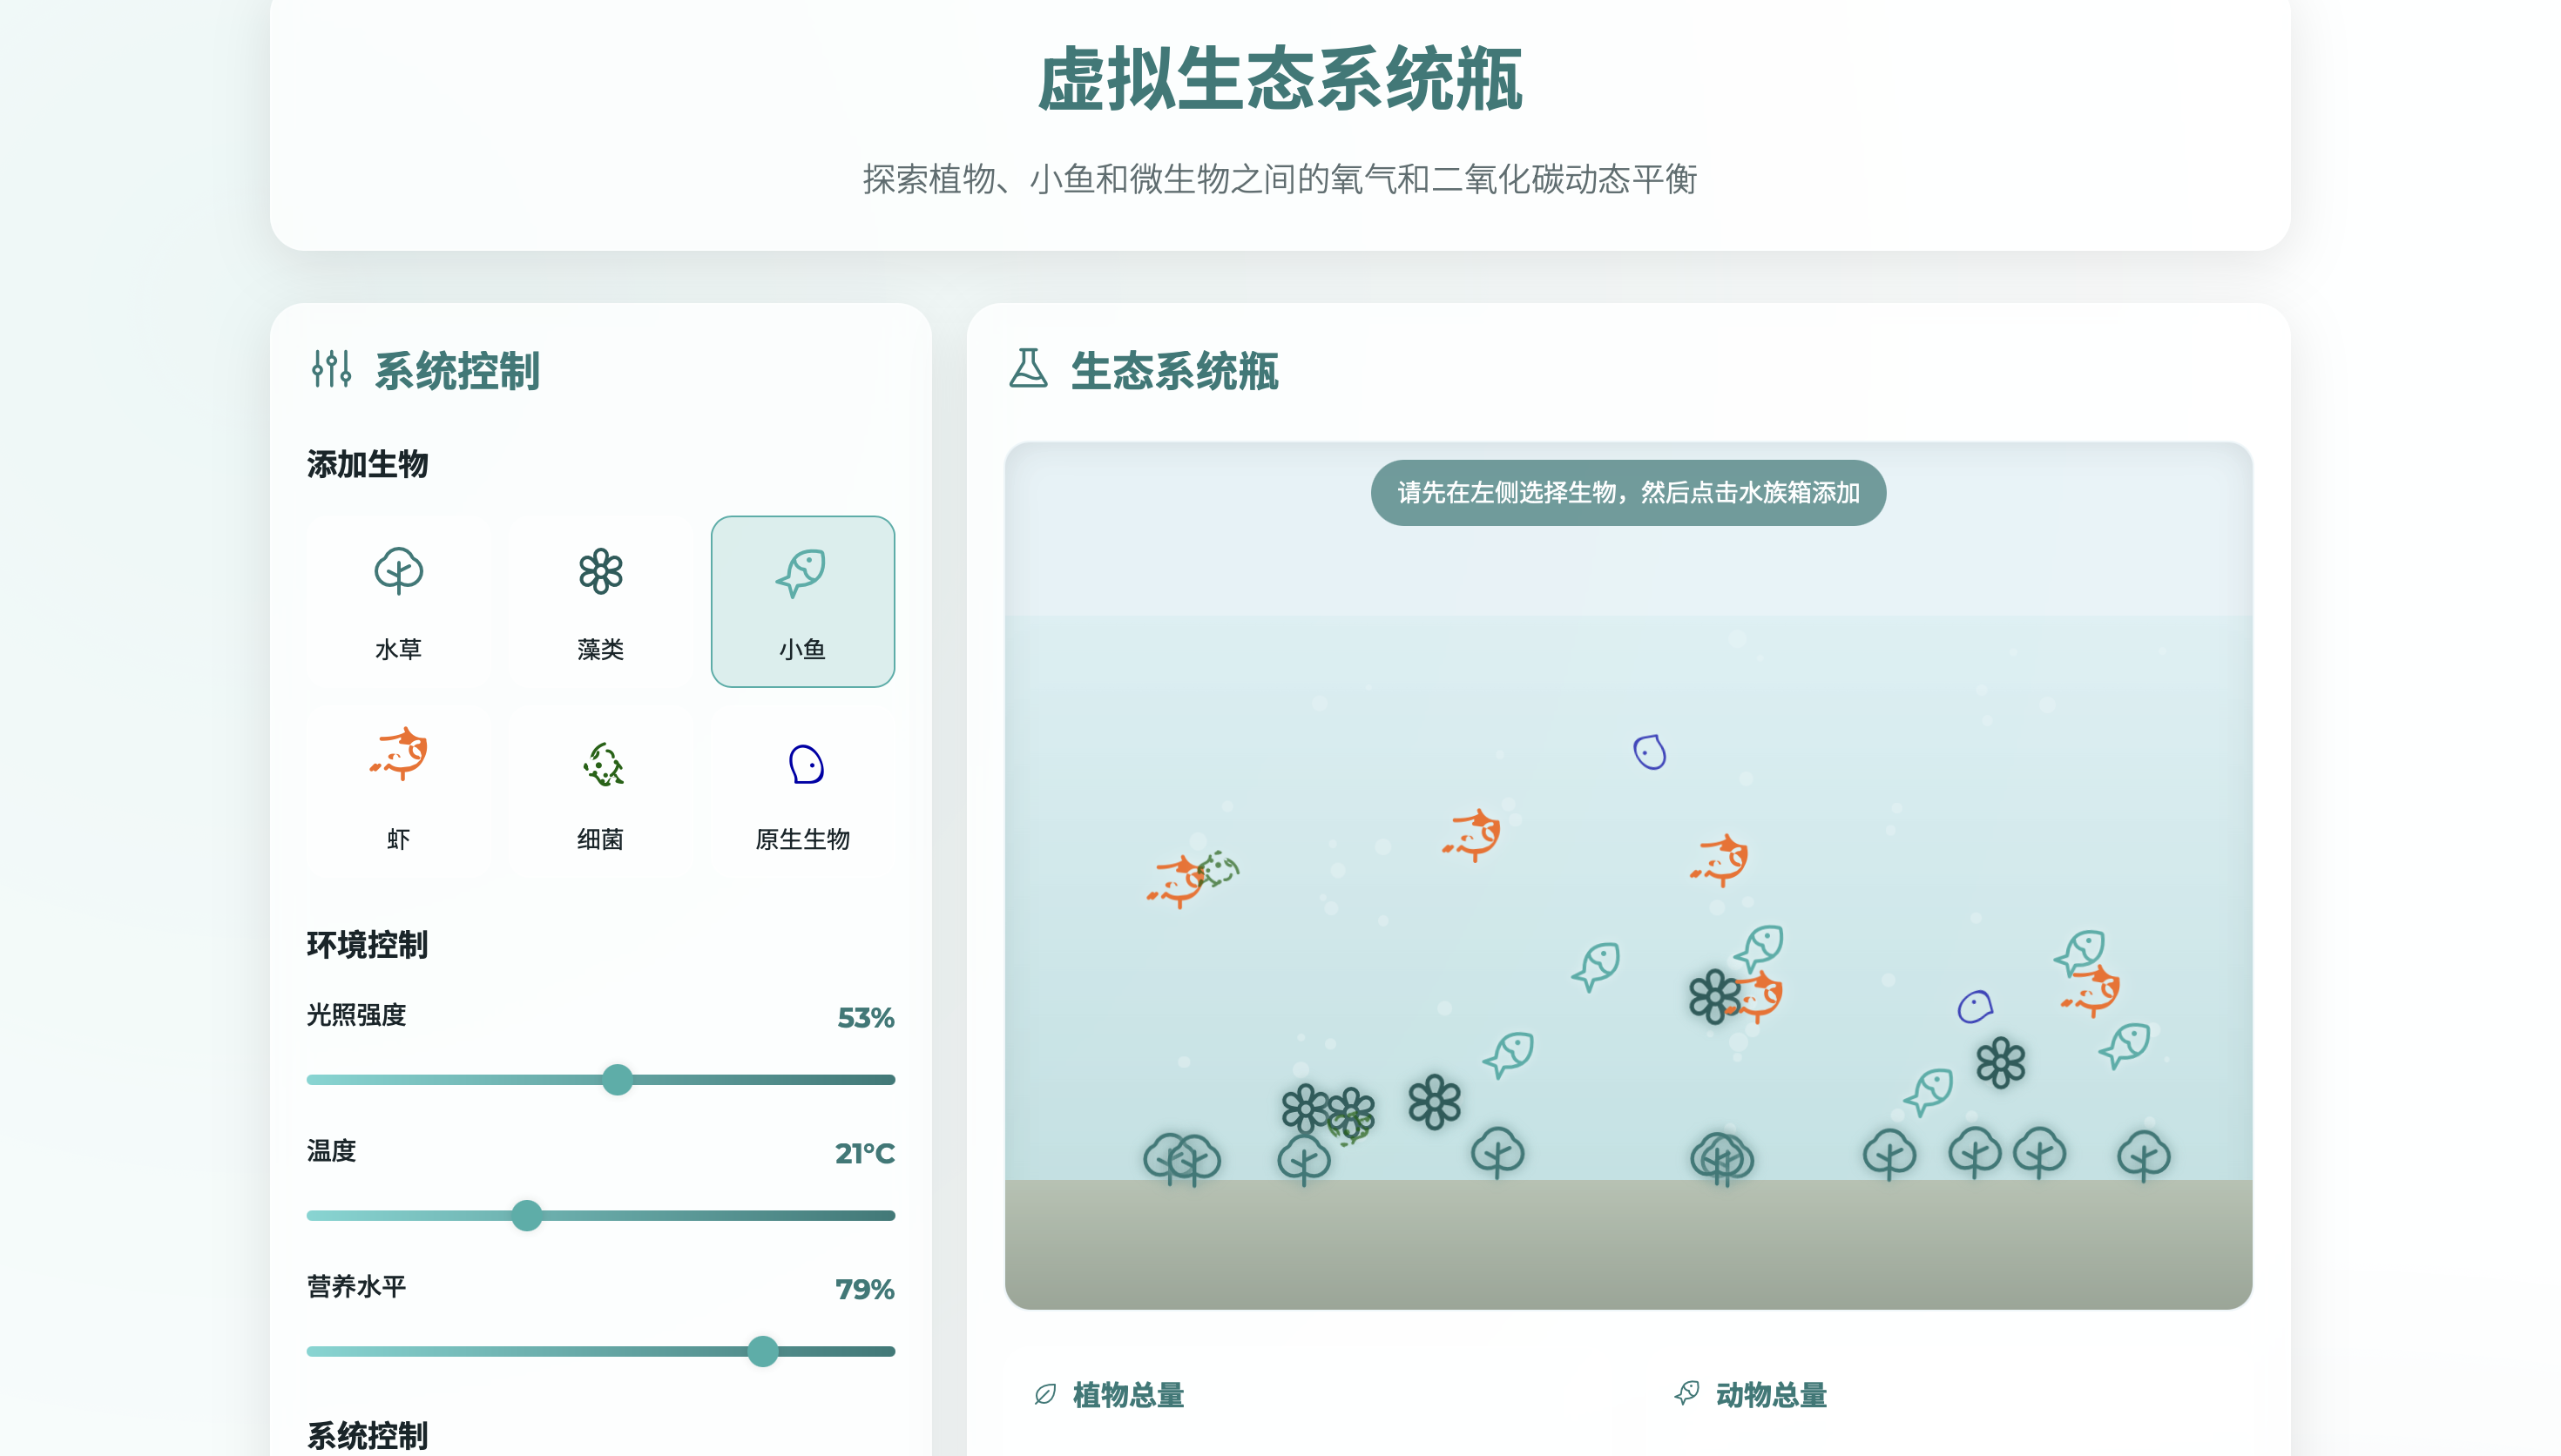 虚拟生态系统瓶
探索植物、小鱼和微生物之间的氧气和二氧化碳动态平衡
系统控制
添加生物
水草
藻类
小鱼
虾
细菌
原生生物
环境控制
光照强度
53%
温度
21°C
营养水平
79%
系统控制
生态系统瓶
请先在左侧选择生物，然后点击水族箱添加
植物总量
动物总量